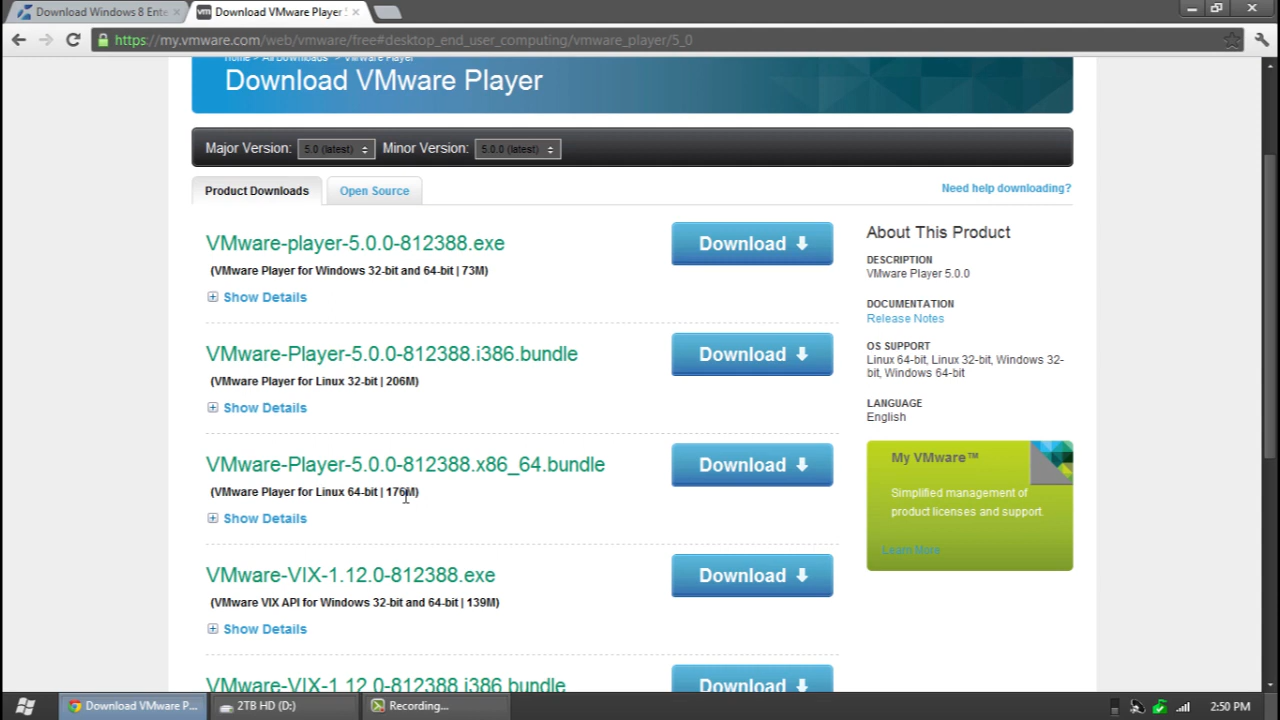 Download Windows 8 Ente
Download VMware Player
https://my.vmware.com/web/vmware/free#desktop_end_user_computing/vmware_player/5_0
Home > All Downloads > VMware Player
Download VMware Player
Major Version: 5.0 (latest) Minor Version: 5.0.0 (latest)
Product Downloads
Open Source
Need help downloading?
VMware-player-5.0.0-812388.exe
(VMware Player for Windows 32-bit and 64-bit | 73M)
Show Details
Download
VMware-Player-5.0.0-812388.i386.bundle
(VMware Player for Linux 32-bit | 206M)
Show Details
Download
VMware-Player-5.0.0-812388.x86_64.bundle
(VMware Player for Linux 64-bit | 176M)
Show Details
Download
VMware-VIX-1.12.0-812388.exe
(VMware VIX API for Windows 32-bit and 64-bit | 139M)
Show Details
Download
VMware-VIX-1.12.0-812388.i386.bundle
Download
About This Product
DESCRIPTION
VMware Player 5.0.0
DOCUMENTATION
Release Notes
OS SUPPORT
Linux 64-bit, Linux 32-bit, Windows 32-
bit, Windows 64-bit
LANGUAGE
English
My VMware™
Simplified management of
product licenses and support.
Learn More
Download VMware P...
2TB HD (D:)
Recording...
2:50 PM